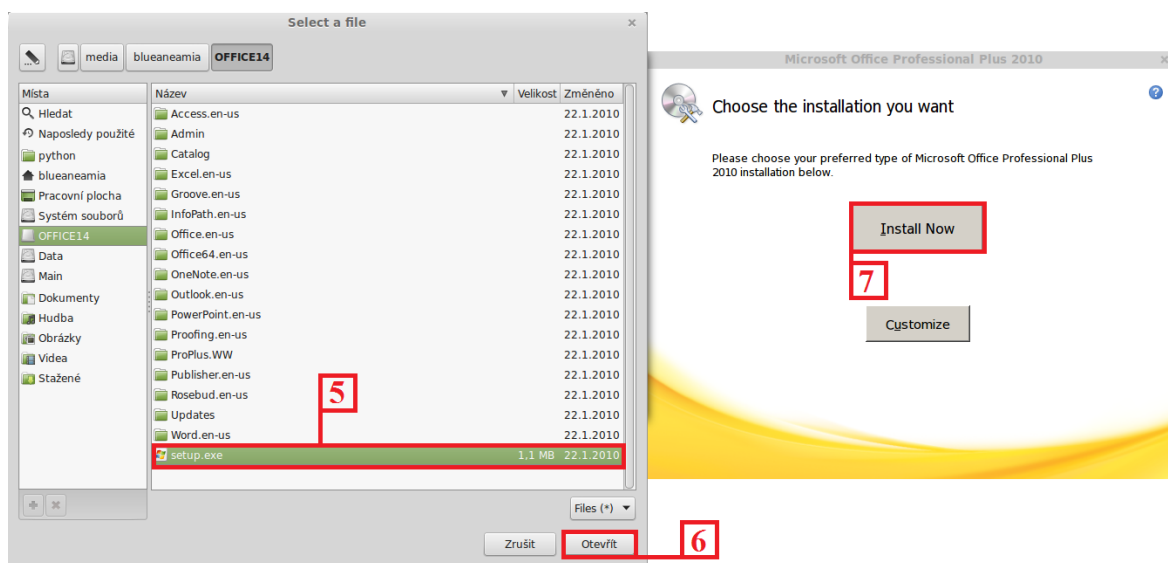 Select a file
media blueaneamia OFFICE14
Místa
Hledat
Naposledy použité
python
blueaneamia
Pracovní plocha
Systém souborů
OFFICE14
Data
Main
Dokumenty
Hudba
Obrázky
Videa
Stažené
Název Velikost Změněno
Access.en-us 22.1.2010
Admin 22.1.2010
Catalog 22.1.2010
Excel.en-us 22.1.2010
Groove.en-us 22.1.2010
InfoPath.en-us 22.1.2010
Office.en-us 22.1.2010
Office64.en-us 22.1.2010
OneNote.en-us 22.1.2010
Outlook.en-us 22.1.2010
PowerPoint.en-us 22.1.2010
Proofing.en-us 22.1.2010
ProPlus.WW 22.1.2010
Publisher.en-us 22.1.2010
Rosebud.en-us 22.1.2010
Updates 22.1.2010
Word.en-us 22.1.2010
5
setup.exe 1,1 MB 22.1.2010
Files (*)
Zrušit Otevřít
6
Microsoft Office Professional Plus 2010
Choose the installation you want
Please choose your preferred type of Microsoft Office Professional Plus
2010 installation below.
Install Now
7
Customize